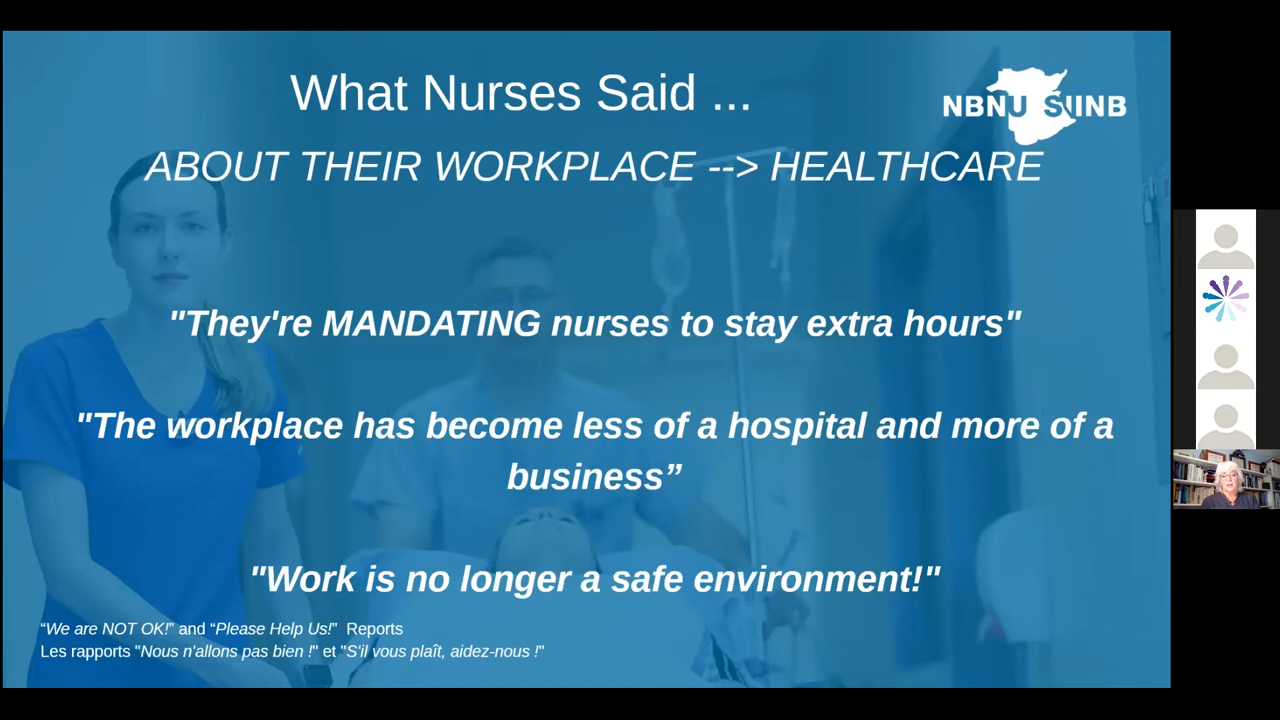 What Nurses Said ...
NBNU SIINB
ABOUT THEIR WORKPLACE --> HEALTHCARE
"They're MANDATING nurses to stay extra hours"
"The workplace has become less of a hospital and more of a
business”
"Work is no longer a safe environment!"
“We are NOT OK!” and “Please Help Us!”  Reports
Les rapports "Nous n'allons pas bien !" et "S'il vous plaît, aidez-nous !"